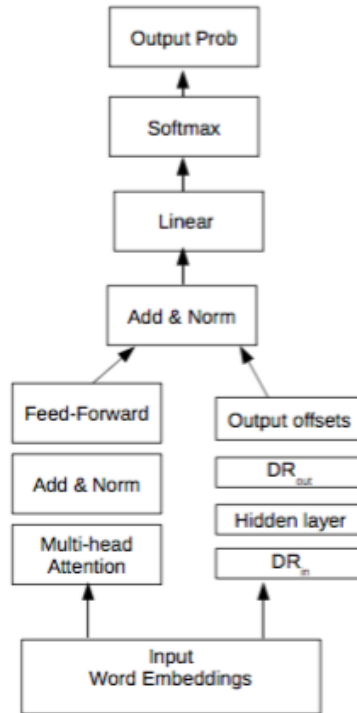 Output Prob
Softmax
Linear
Add & Norm
Feed-Forward
Add & Norm
Multi-head
Attention
Output offsets
DRout
Hidden layer
DRin
Input
Word Embeddings